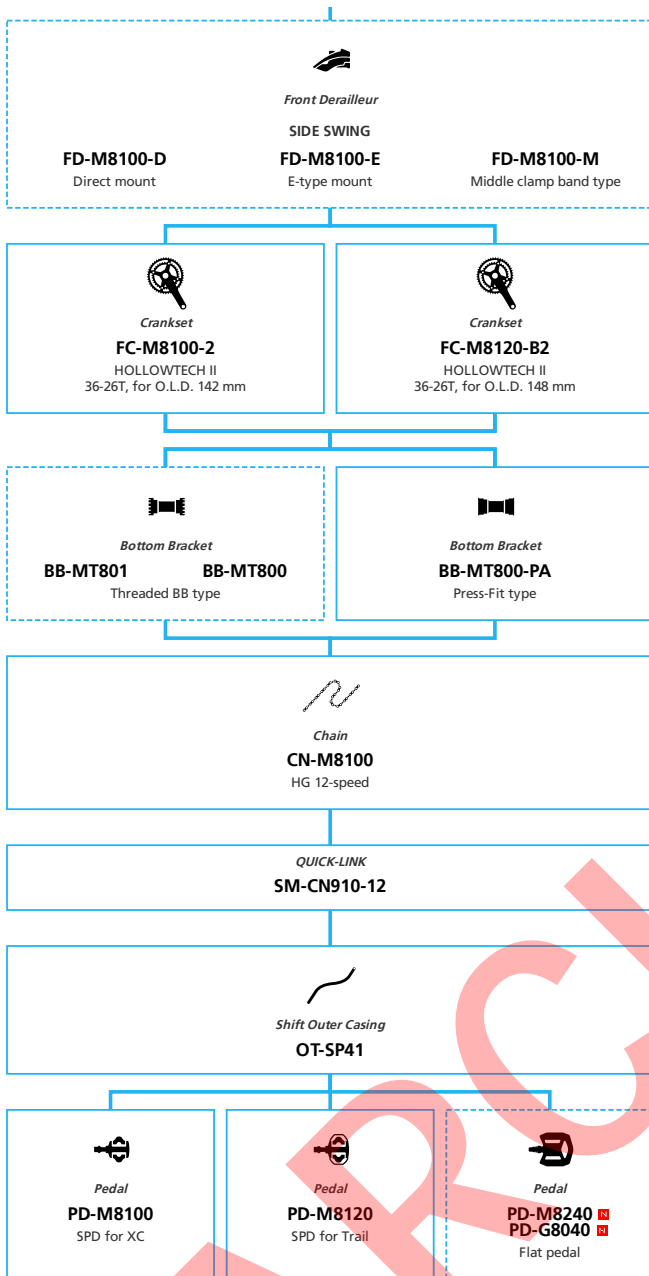 Front Derailleur
SIDE SWING
FD-M8100-D FD-M8100-E FD-M8100-M
Direct mount E-type mount Middle clamp band type
Crankset Crankset
FC-M8100-2 FC-M8120-B2
HOLLOWTECH II HOLLOWTECH II
36-26T, for O.L.D. 142 mm 36-26T, for O.L.D. 148 mm
Bottom Bracket Bottom Bracket
BB-MT801 BB-MT800 BB-MT800-PA
Threaded BB type Press-Fit type
Chain
CN-M8100
HG 12-speed
QUICK-LINK
SM-CN910-12
Shift Outer Casing
OT-SP41
Pedal Pedal Pedal
PD-M8100 PD-M8120 PD-M8240 N
PD-G8040 N
SPD for XC SPD for Trail Flat pedal